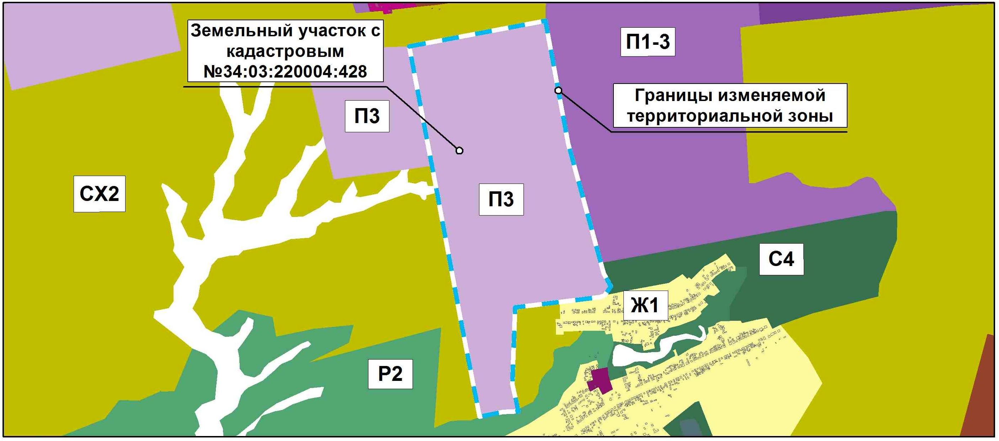 Земельный участок с
кадастровым
№34:03:220004:428
П1-3
Границы изменяемой
территориальной зоны
П3
СХ2
П3
С4
Ж1
Р2